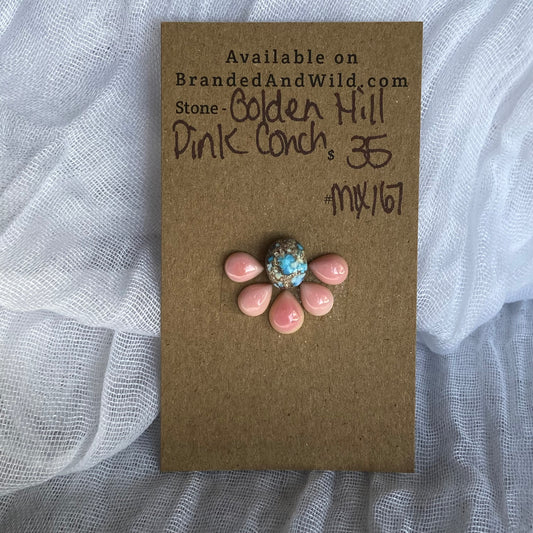 Available on
BrandedAndWild.com
Stone - Golden Hill
Pink Conch $ 35
#MIX167